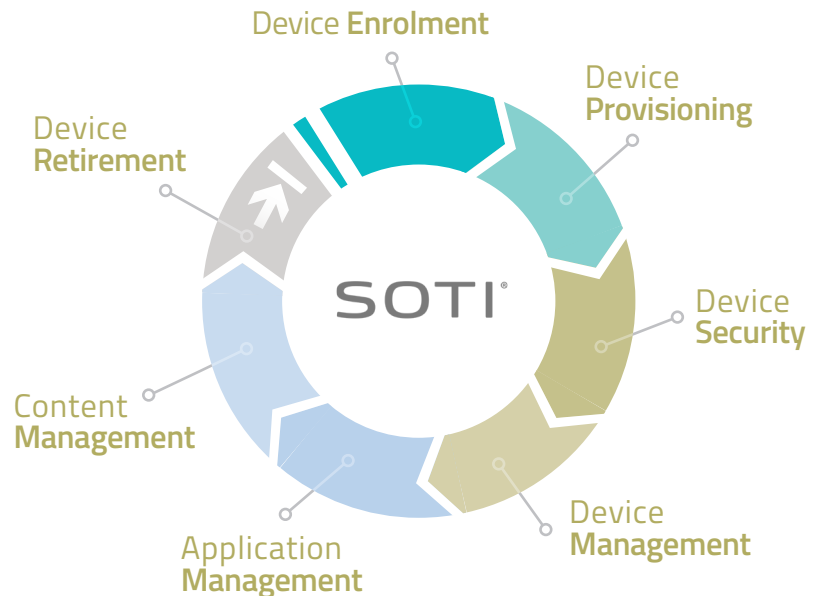 Device Enrolment
Device
Provisioning
Device
Security
Device
Management
Application
Management
Content
Management
Device
Retirement
SOTI®